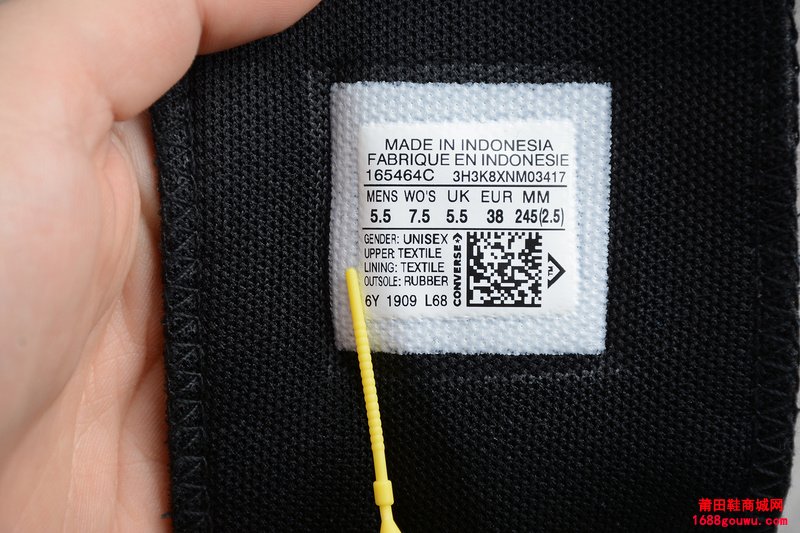 MADE IN INDONESIA
FABRIQUE EN INDONESIE
165464C 3H3K8XNM03417
MENS WO'S UK EUR MM
5.5 7.5 5.5 38 245(2.5)
GENDER: UNISEX
UPPER: TEXTILE
LINING: TEXTILE
OUTSOLE: RUBBER
6Y 1909 L68
CONVERSE
TM
莆田鞋商城网
1688gouwu.com